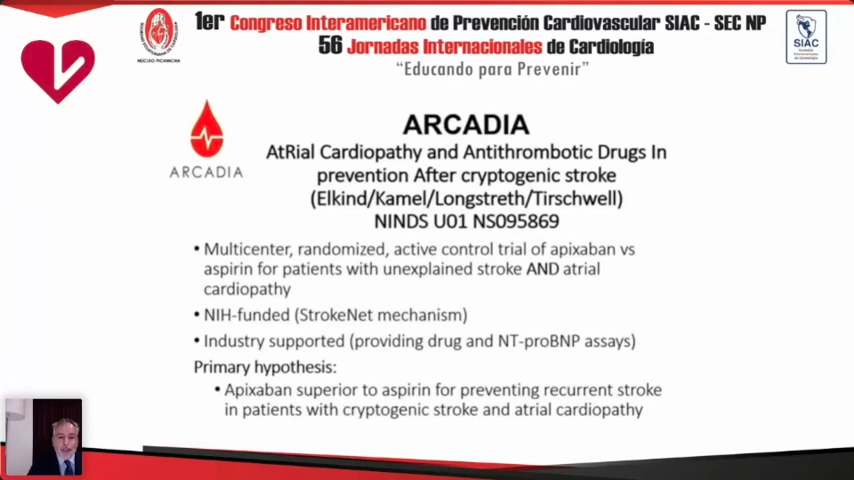 1er Congreso Interamericano de Prevención Cardiovascular SIAC - SEC NP
56 Jornadas Internacionales de Cardiología
“Educando para Prevenir”
NÚCLEO PICHINCHA
SIAC
ARCADIA
ARCADIA
AtRial Cardiopathy and Antithrombotic Drugs In
prevention After cryptogenic stroke
(Elkind/Kamel/Longstreth/Tirschwell)
NINDS U01 NS095869
• Multicenter, randomized, active control trial of apixaban vs
aspirin for patients with unexplained stroke AND atrial
cardiopathy
• NIH-funded (StrokeNet mechanism)
• Industry supported (providing drug and NT-proBNP assays)
Primary hypothesis:
• Apixaban superior to aspirin for preventing recurrent stroke
in patients with cryptogenic stroke and atrial cardiopathy